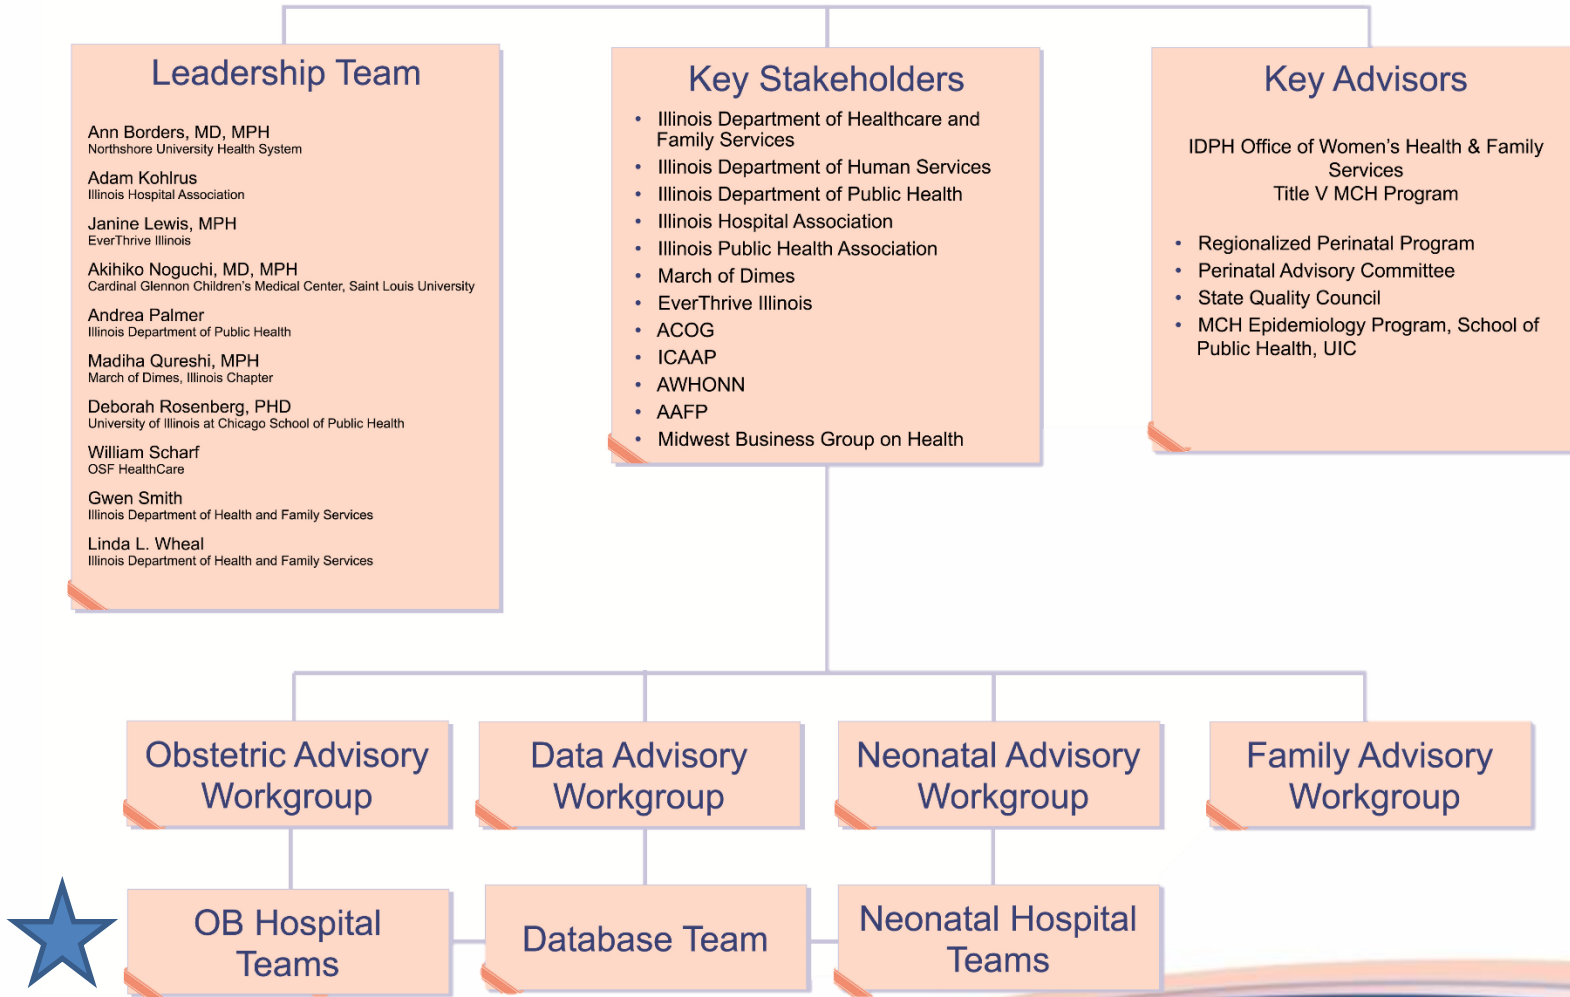 Leadership Team
Ann Borders, MD, MPH
Northshore University Health System
Adam Kohlrus
Illinois Hospital Association
Janine Lewis, MPH
EverThrive Illinois
Akihiko Noguchi, MD, MPH
Cardinal Glennon Children's Medical Center, Saint Louis University
Andrea Palmer
Illinois Department of Public Health
Madiha Qureshi, MPH
March of Dimes, Illinois Chapter
Deborah Rosenberg, PHD
University of Illinois at Chicago School of Public Health
William Scharf
OSF HealthCare
Gwen Smith
Illinois Department of Health and Family Services
Linda L. Wheal
Illinois Department of Health and Family Services
Key Stakeholders
• Illinois Department of Healthcare and
Family Services
• Illinois Department of Human Services
• Illinois Department of Public Health
• Illinois Hospital Association
• Illinois Public Health Association
• March of Dimes
• EverThrive Illinois
• ACOG
• ICAAP
• AWHONN
• AAFP
• Midwest Business Group on Health
Key Advisors
IDPH Office of Women's Health & Family
Services
Title V MCH Program
• Regionalized Perinatal Program
• Perinatal Advisory Committee
• State Quality Council
• MCH Epidemiology Program, School of
Public Health, UIC
Obstetric Advisory
Workgroup
Data Advisory
Workgroup
Neonatal Advisory
Workgroup
Family Advisory
Workgroup
OB Hospital
Teams
Database Team
Neonatal Hospital
Teams